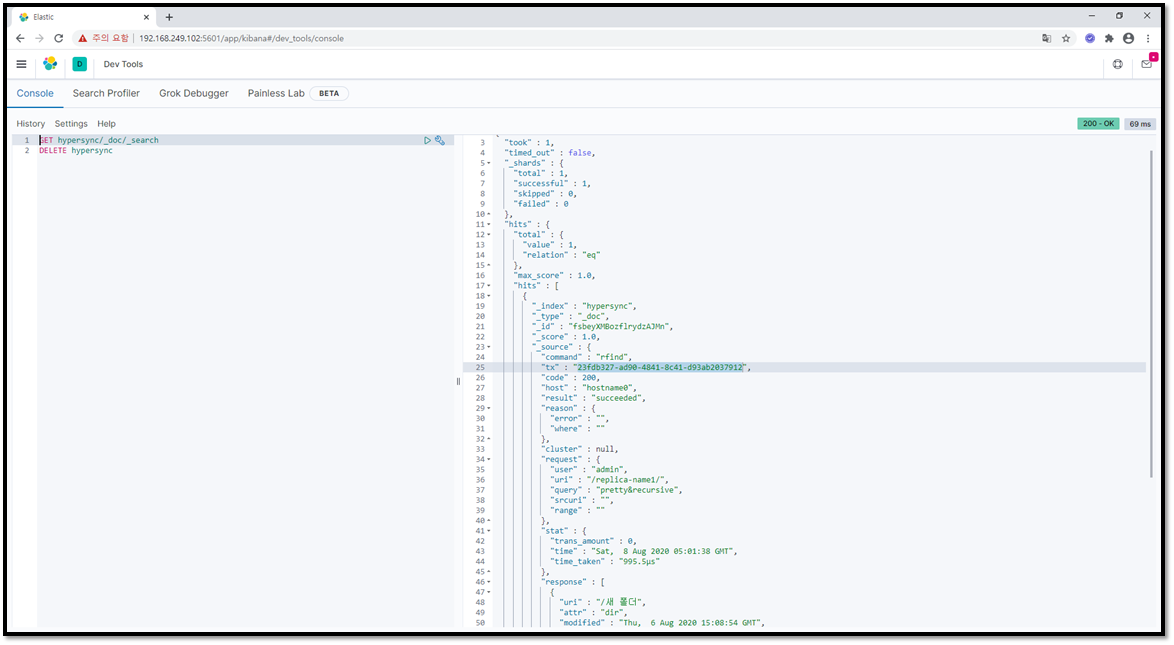 Elastic
주의 요함 192.168.249.102:5601/app/kibana#/dev_tools/console
D Dev Tools
Console Search Profiler Grok Debugger Painless Lab BETA
History Settings Help 200 - OK 69 ms
1 GET hypersync/_doc/_search
2 DELETE hypersync
3 "took" : 1,
4 "timed_out" : false,
5 "_shards" : {
6 "total" : 1,
7 "successful" : 1,
8 "skipped" : 0,
9 "failed" : 0
10 },
11 "hits" : {
12 "total" : {
13 "value" : 1,
14 "relation" : "eq"
15 },
16 "max_score" : 1.0,
17 "hits" : [
18 {
19 "_index" : "hypersync",
20 "_type" : "_doc",
21 "_id" : "fsbeyXMBozflrydzAJMn",
22 "_score" : 1.0,
23 "_source" : {
24 "command" : "rfind",
25 "tx" : "23fdb327-ad90-4841-8c41-d93ab2037912",
26 "code" : 200,
27 "host" : "hostname0",
28 "result" : "succeeded",
29 "reason" : {
30 "error" : "",
31 "where" : ""
32 },
33 "cluster" : null,
34 "request" : {
35 "user" : "admin",
36 "uri" : "/replica-name1/",
37 "query" : "pretty&recursive",
38 "srcuri" : "",
39 "range" : ""
40 },
41 "stat" : {
42 "trans_amount" : 0,
43 "time" : "Sat,  8 Aug 2020 05:01:38 GMT",
44 "time_taken" : "995.5µs"
45 },
46 "response" : [
47 {
48 "uri" : "/새 폴더",
49 "attr" : "dir",
50 "modified" : "Thu,  6 Aug 2020 15:08:54 GMT",